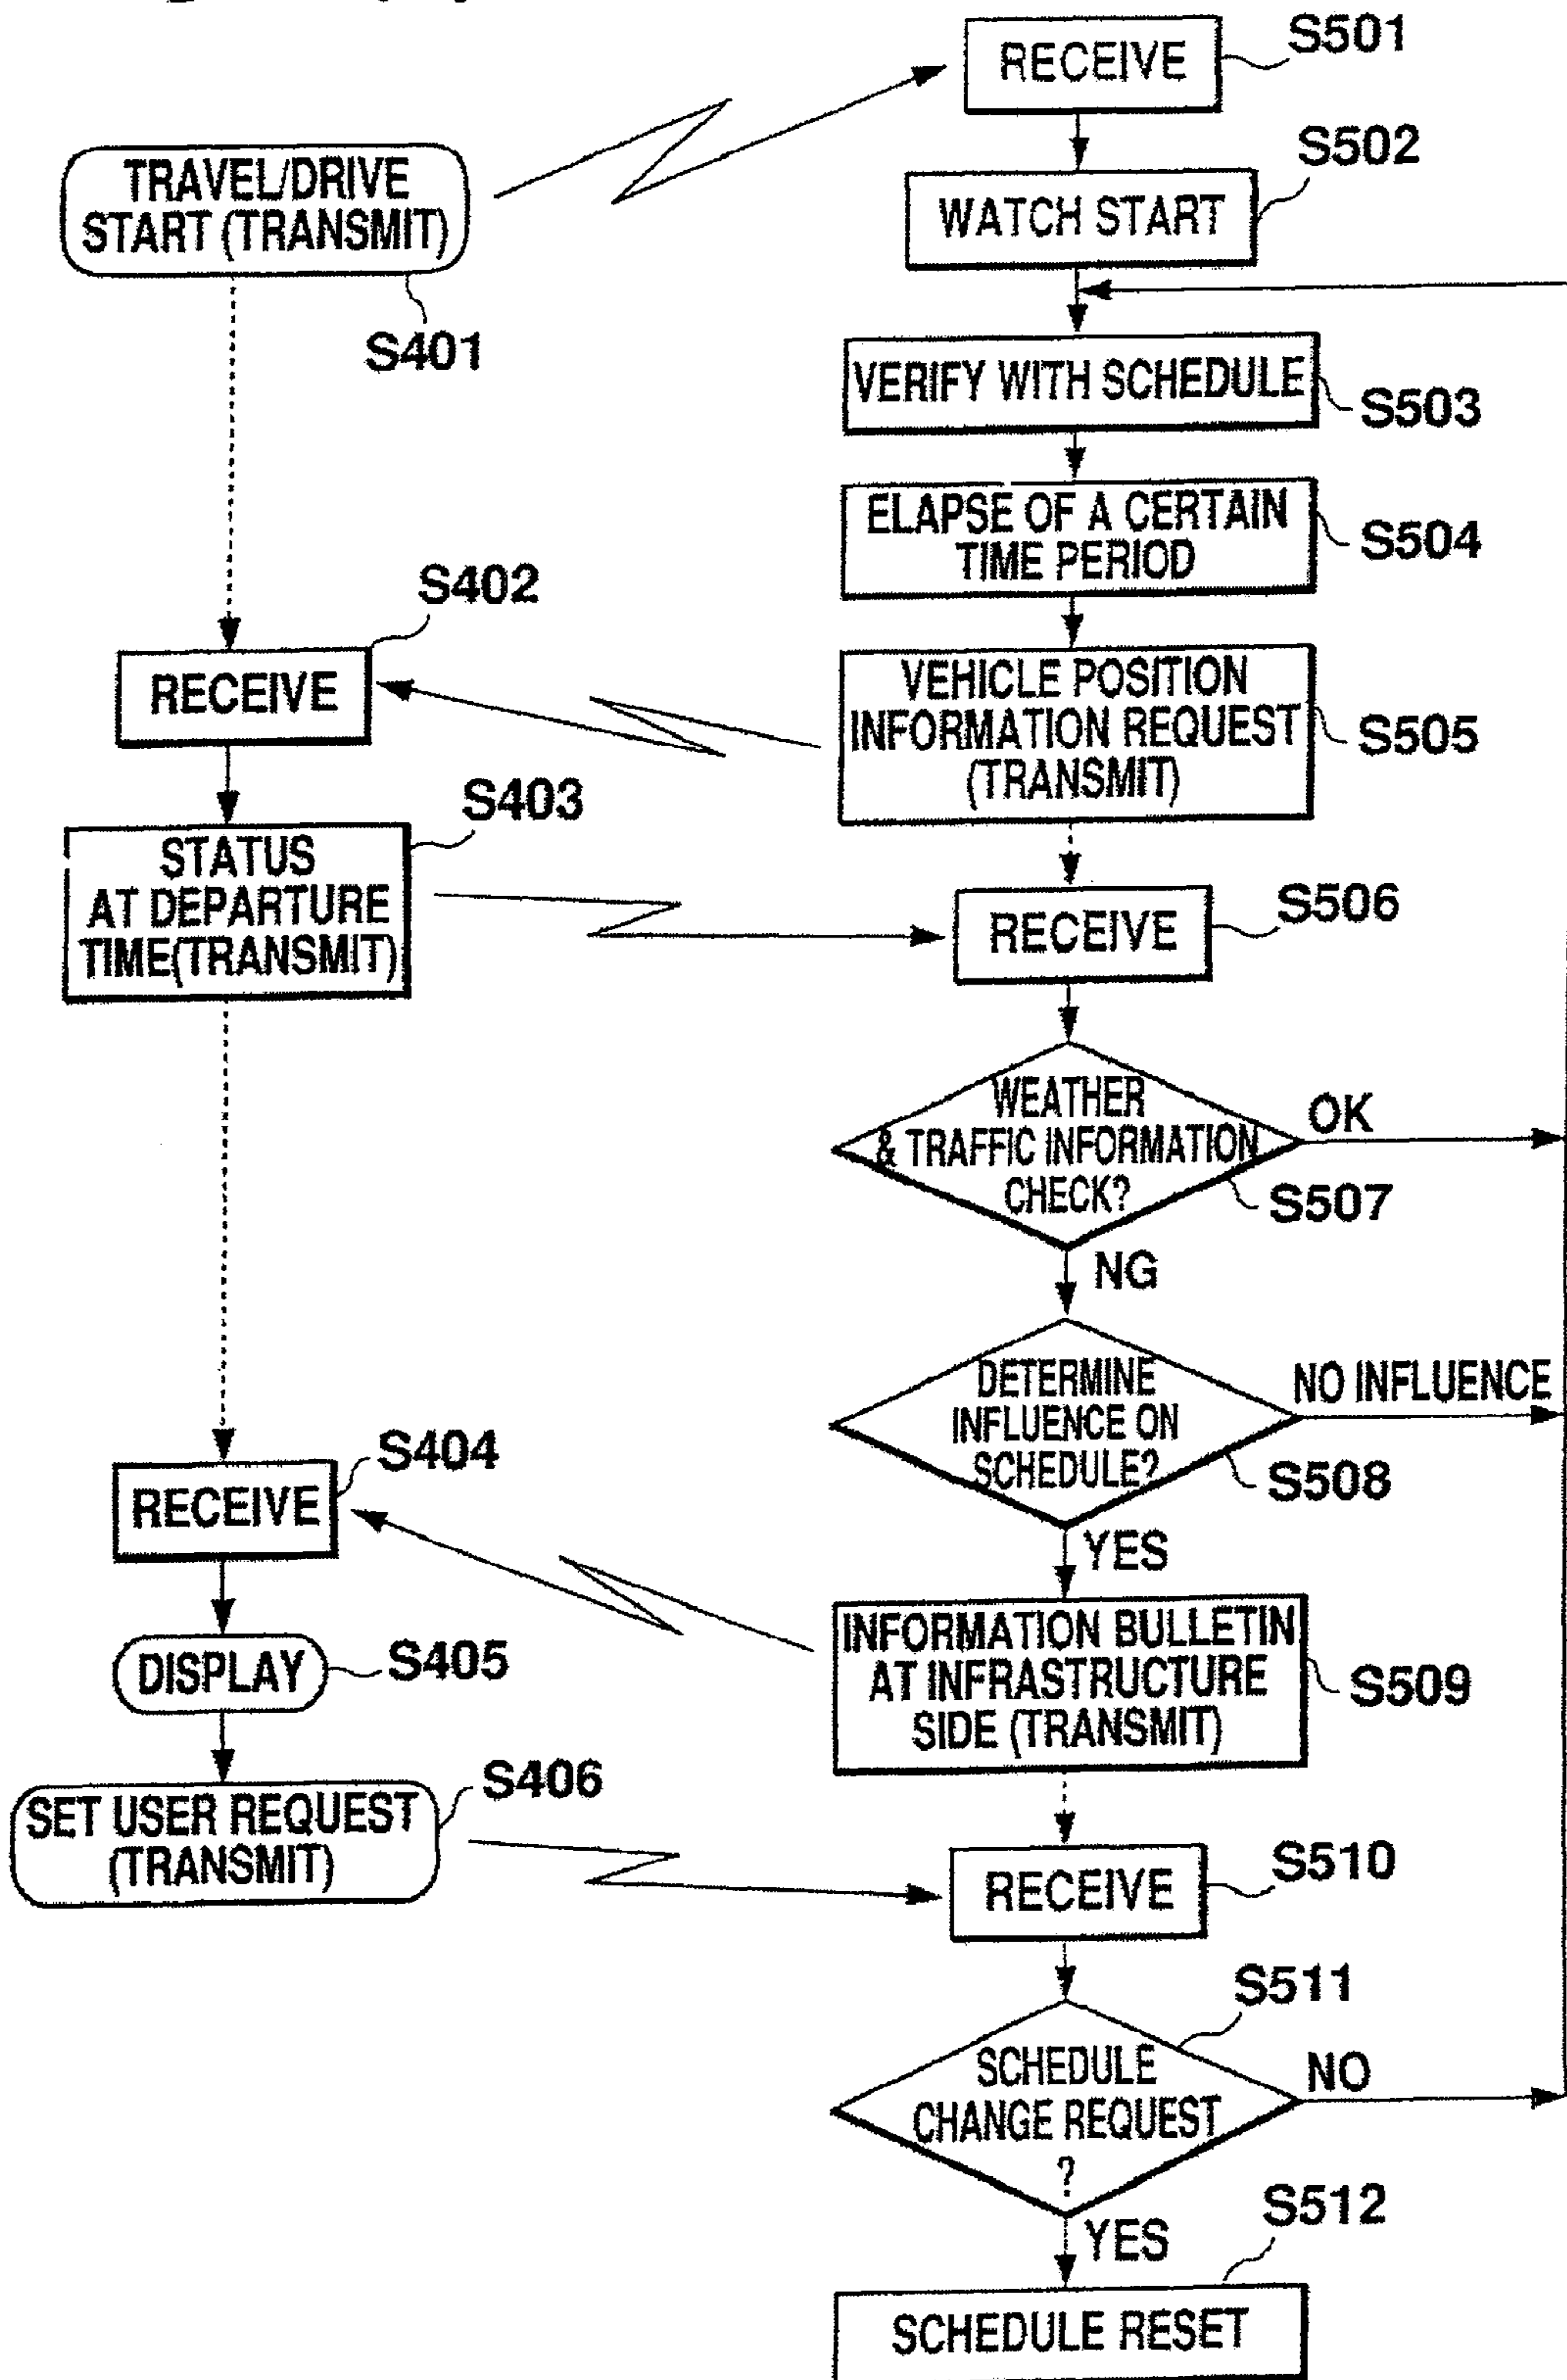 RECEIVE
S501
TRAVEL/DRIVE
START (TRANSMIT)
S401
WATCH START
S502
VERIFY WITH SCHEDULE
S503
ELAPSE OF A CERTAIN
TIME PERIOD
S504
S402
RECEIVE
VEHICLE POSITION
INFORMATION REQUEST
(TRANSMIT)
S505
S403
STATUS
AT DEPARTURE
TIME(TRANSMIT)
RECEIVE
S506
WEATHER
& TRAFFIC INFORMATION
CHECK?
OK
S507
NG
DETERMINE
INFLUENCE ON
SCHEDULE?
NO INFLUENCE
S508
YES
S404
RECEIVE
INFORMATION BULLETIN
AT INFRASTRUCTURE
SIDE (TRANSMIT)
S509
DISPLAY
S405
SET USER REQUEST
(TRANSMIT)
S406
RECEIVE
S510
S511
SCHEDULE
CHANGE REQUEST
?
NO
YES
S512
SCHEDULE RESET